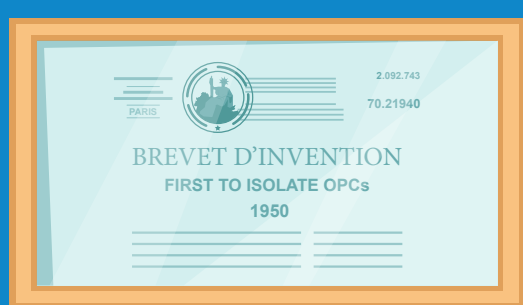 2.092.743
70.21940
PARIS
BREVET D'INVENTION
FIRST TO ISOLATE OPCs
1950